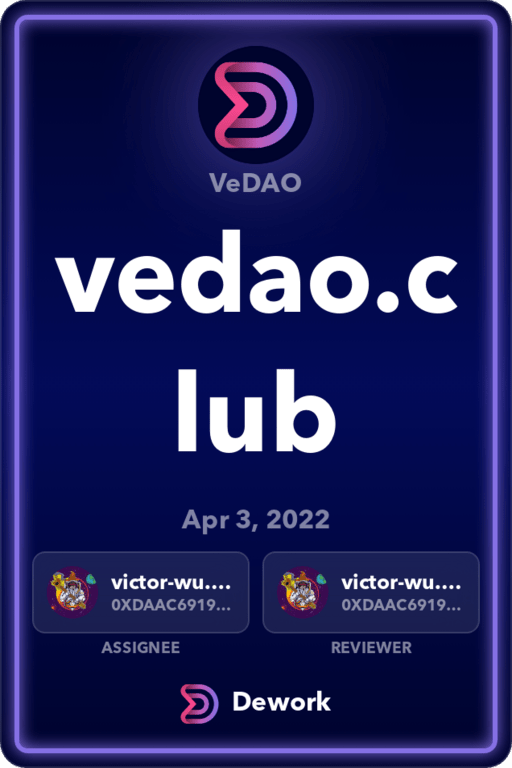 VeDAO
vedao.c
lub
Apr 3, 2022
victor-wu.... victor-wu....
0XDAAC6919... 0XDAAC6919...
ASSIGNEE REVIEWER
Dework